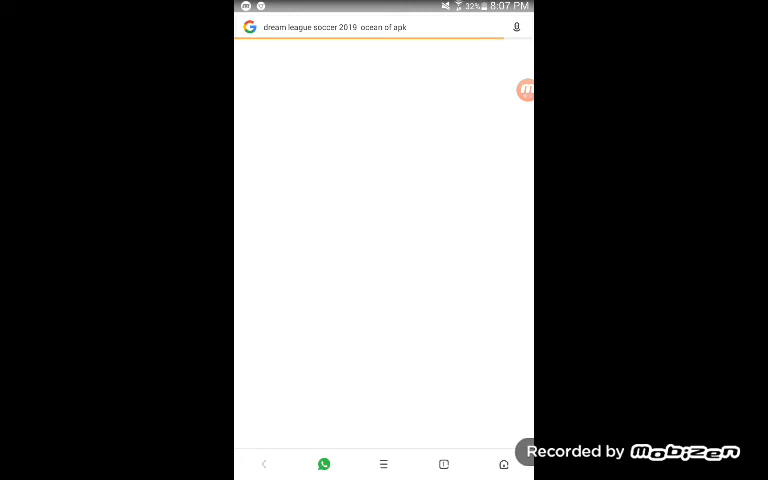 32% 8:07 PM
dream league soccer 2019 ocean of apk
Recorded by mobizen